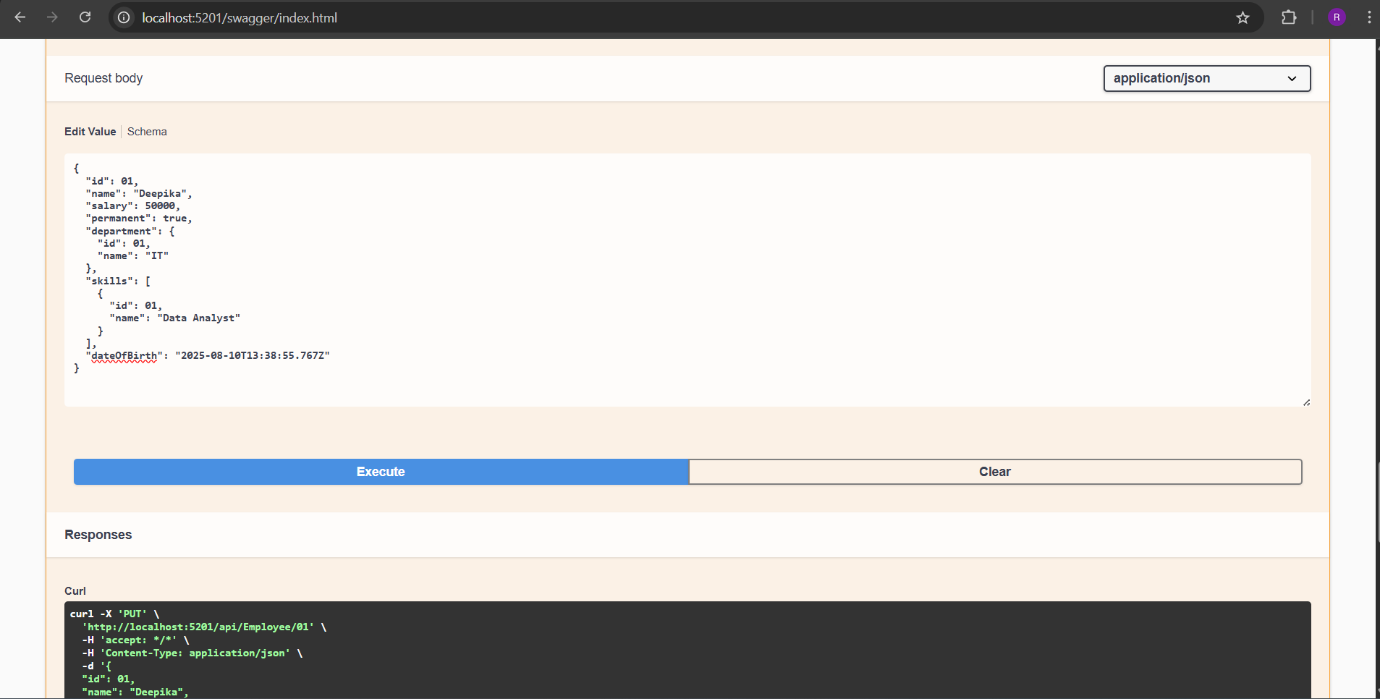 localhost:5201/swagger/index.html
R
Request body
application/json
Edit Value Schema
{
  "id": 01,
  "name": "Deepika",
  "salary": 50000,
  "permanent": true,
  "department": {
    "id": 01,
    "name": "IT"
  },
  "skills": [
    {
      "id": 01,
      "name": "Data Analyst"
    }
  ],
  "dateOfBirth": "2025-08-10T13:38:55.767Z"
}
Execute Clear
Responses
Curl
curl -X 'PUT' \
  'http://localhost:5201/api/Employee/01' \
  -H 'accept: */*' \
  -H 'Content-Type: application/json' \
  -d '{
  "id": 01,
  "name": "Deepika",